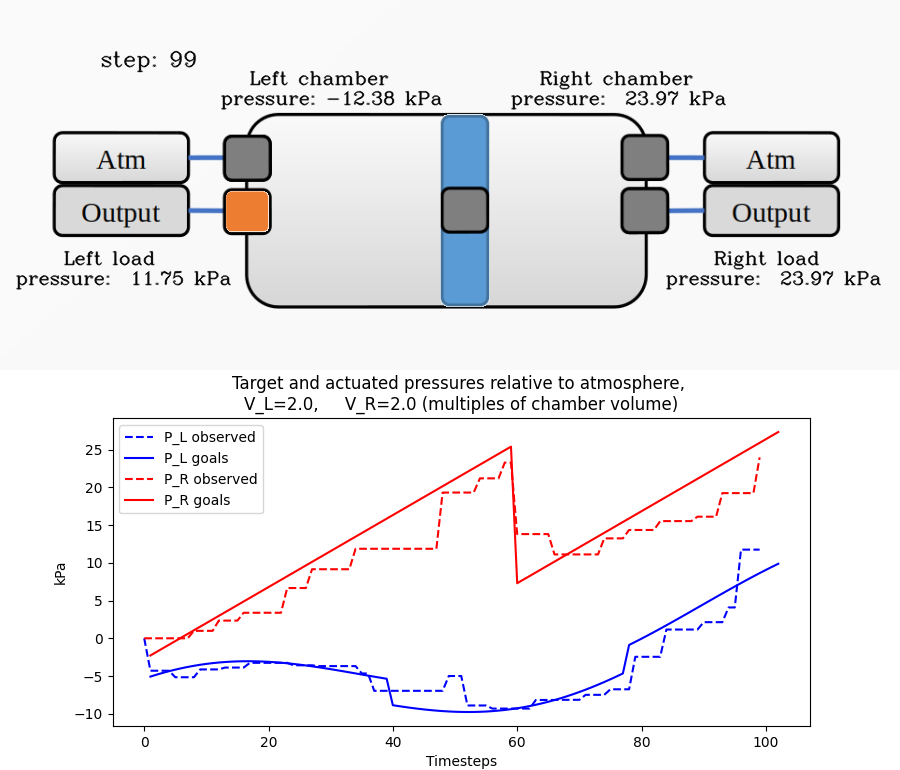 step: 99
Left chamber
pressure: −12.38 kPa
Right chamber
pressure: 23.97 kPa
Atm
Output
Atm
Output
Left load
pressure: 11.75 kPa
Right load
pressure: 23.97 kPa
Target and actuated pressures relative to atmosphere,
V_L=2.0, V_R=2.0 (multiples of chamber volume)
P_L observed
P_L goals
P_R observed
P_R goals
25
20
15
10
5
0
−5
−10
kPa
0 20 40 60 80 100
Timesteps